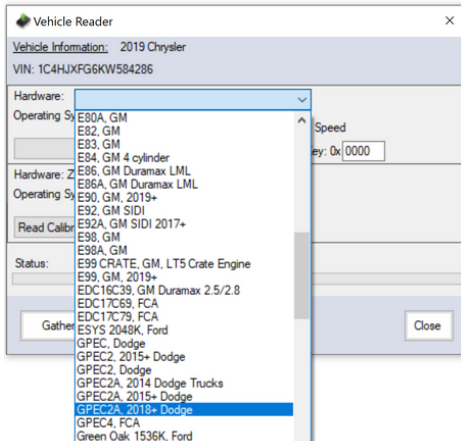 Vehicle Reader
Vehicle Information: 2019 Chrysler
VIN: 1C4HJXFG6KW584286
Hardware:
Operating Sy
Speed
ey: 0x 0000
Hardware: Z
Operating Sy
Read Calibr
Status:
Gather
Close
E80A, GM
E82, GM
E83, GM
E84, GM 4 cylinder
E86, GM Duramax LML
E86A, GM Duramax LML
E90, GM, 2019+
E92, GM SIDI
E92A, GM SIDI 2017+
E98, GM
E98A, GM
E99 CRATE, GM, LT5 Crate Engine
E99, GM, 2019+
EDC16C39, GM Duramax 2.5/2.8
EDC17C69, FCA
EDC17C79, FCA
ESYS 2048K, Ford
GPEC, Dodge
GPEC2, 2015+ Dodge
GPEC2, Dodge
GPEC2A, 2014 Dodge Trucks
GPEC2A, 2015+ Dodge
GPEC2A, 2018+ Dodge
GPEC4, FCA
Green Oak 1536K, Ford